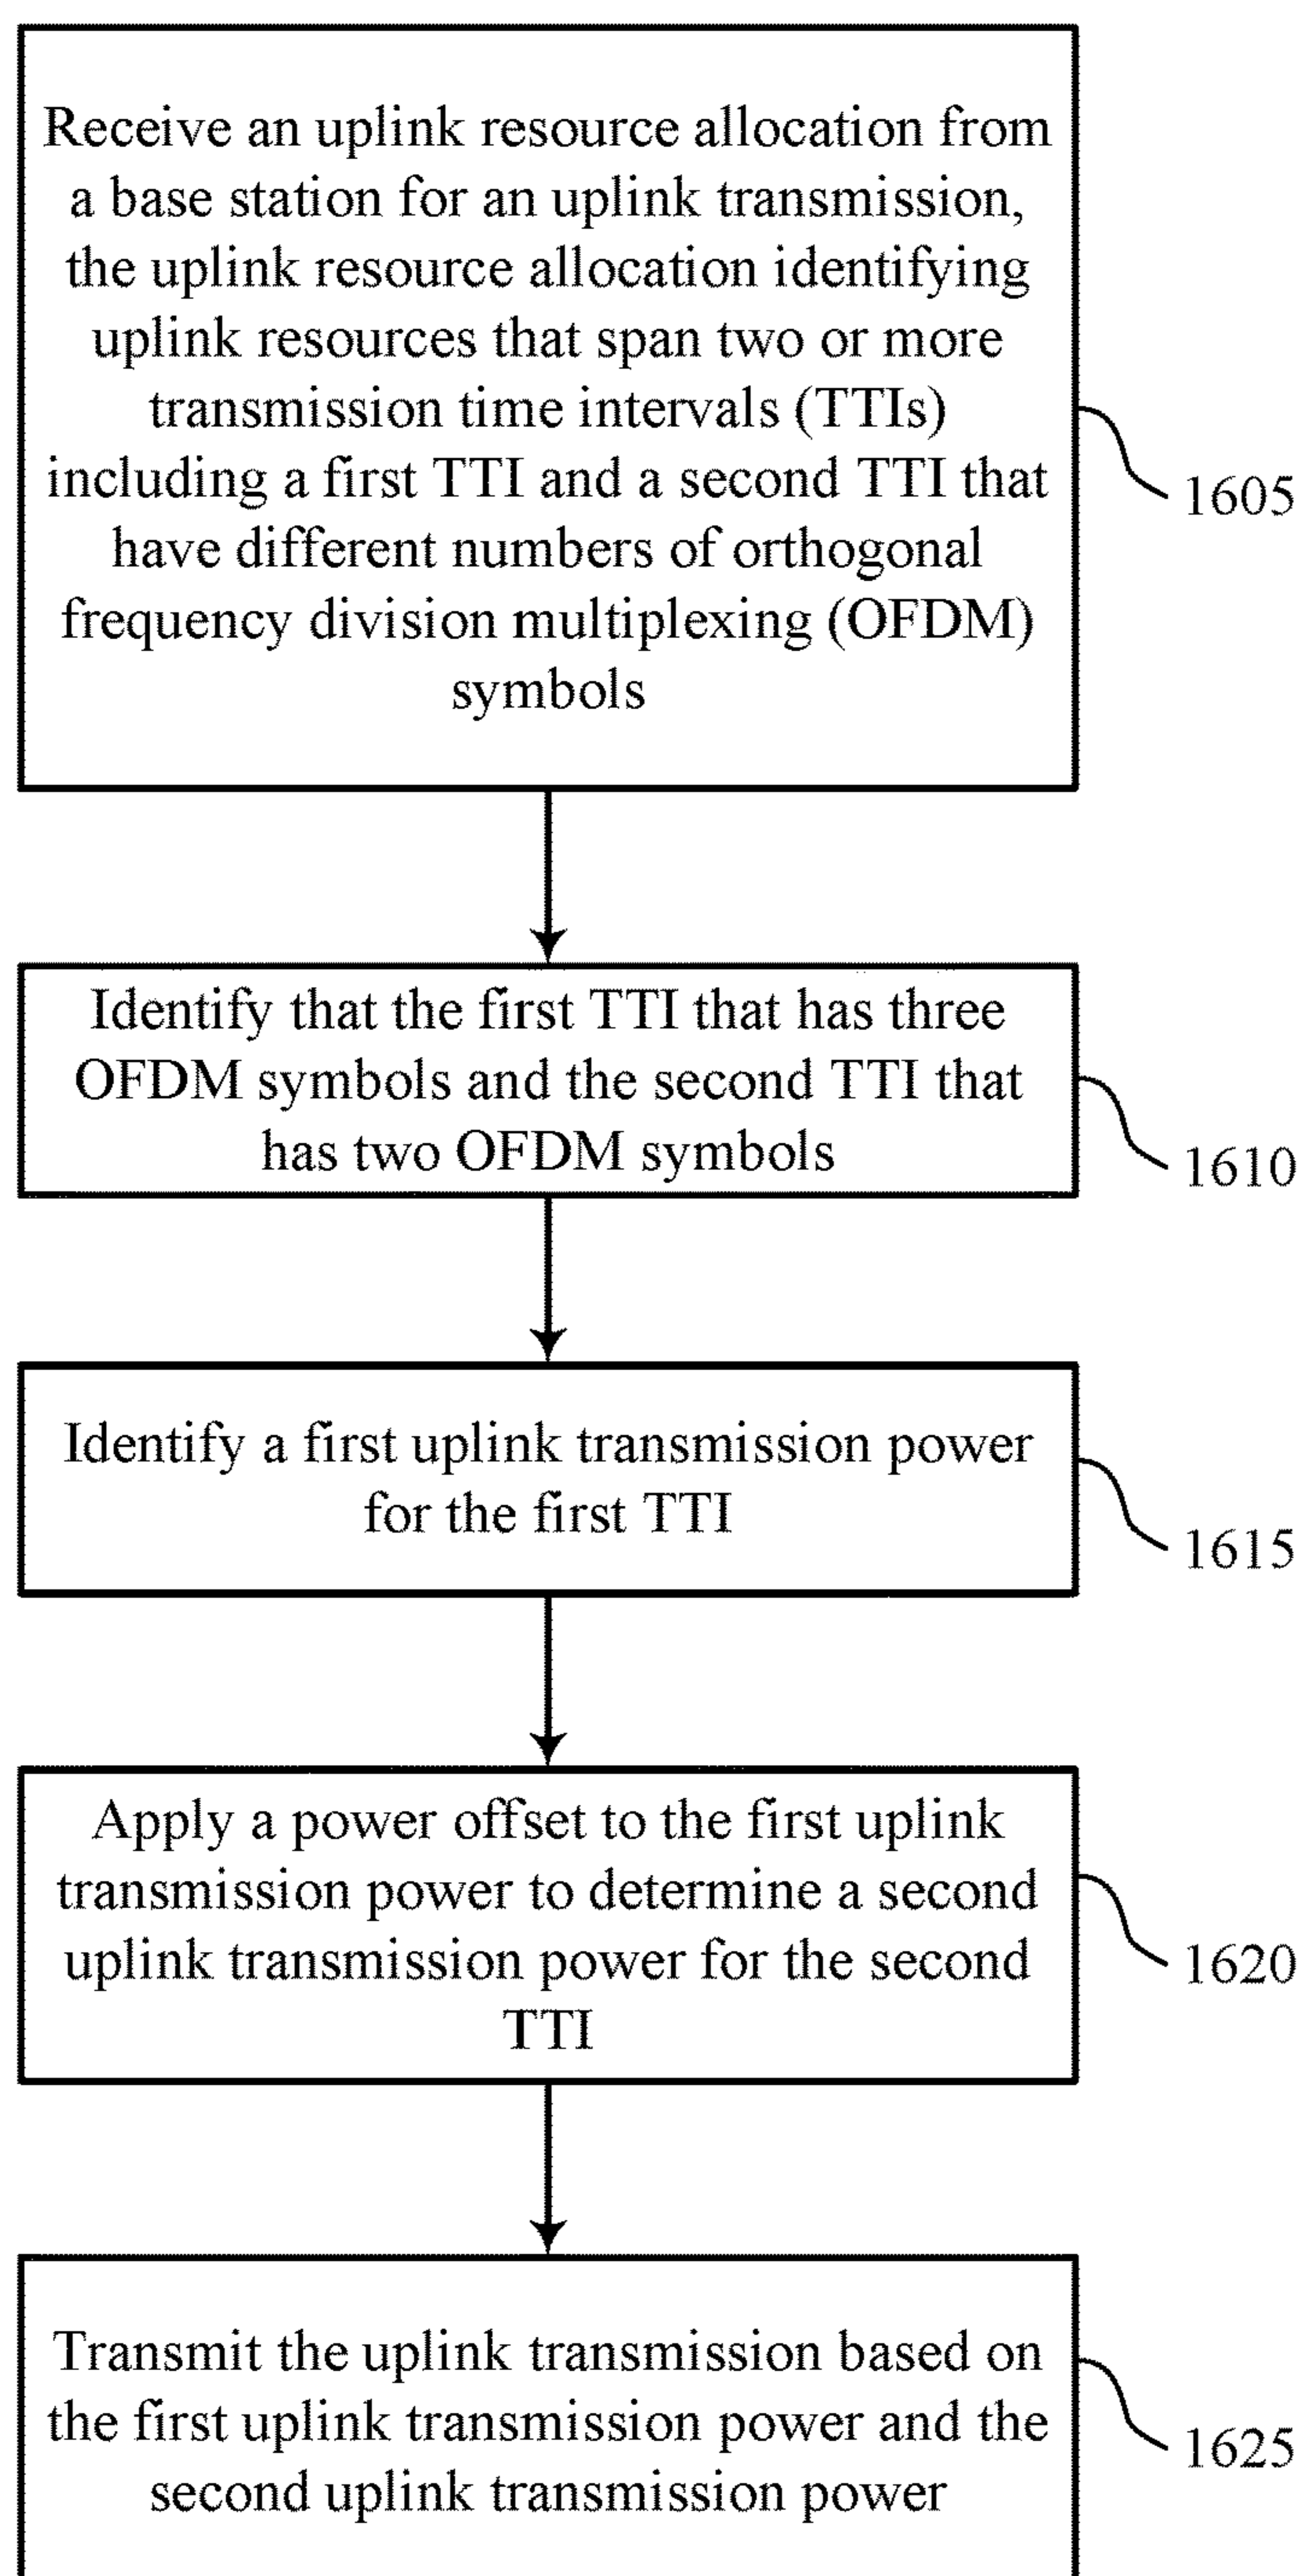 Receive an uplink resource allocation from
a base station for an uplink transmission,
the uplink resource allocation identifying
uplink resources that span two or more
transmission time intervals (TTIs)
including a first TTI and a second TTI that
have different numbers of orthogonal
frequency division multiplexing (OFDM)
symbols
1605
Identify that the first TTI that has three
OFDM symbols and the second TTI that
has two OFDM symbols
1610
Identify a first uplink transmission power
for the first TTI
1615
Apply a power offset to the first uplink
transmission power to determine a second
uplink transmission power for the second
TTI
1620
Transmit the uplink transmission based on
the first uplink transmission power and the
second uplink transmission power
1625